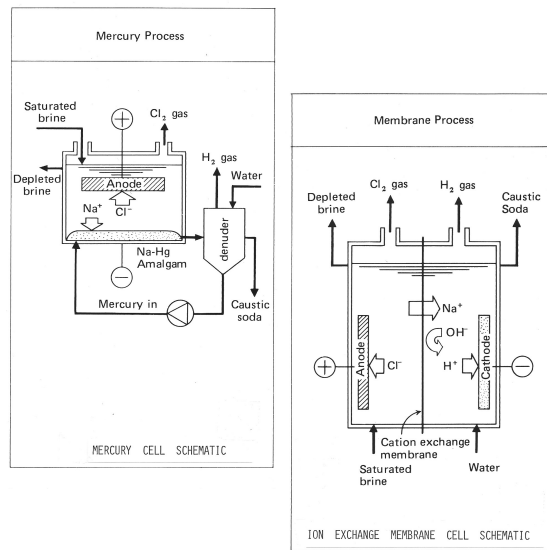 Mercury Process
Saturated
brine
+
Cl₂ gas
H₂ gas
Water
Depleted
brine
Anode
Na⁺
Cl⁻
denuder
Na-Hg
Amalgam
−
Mercury in
Caustic
soda
MERCURY CELL SCHEMATIC
Membrane Process
Cl₂ gas
H₂ gas
Depleted
brine
Caustic
Soda
Na⁺
OH⁻
+
Anode
Cl⁻
H⁺
Cathode
−
Cation exchange
membrane
Saturated
brine
Water
ION EXCHANGE MEMBRANE CELL SCHEMATIC